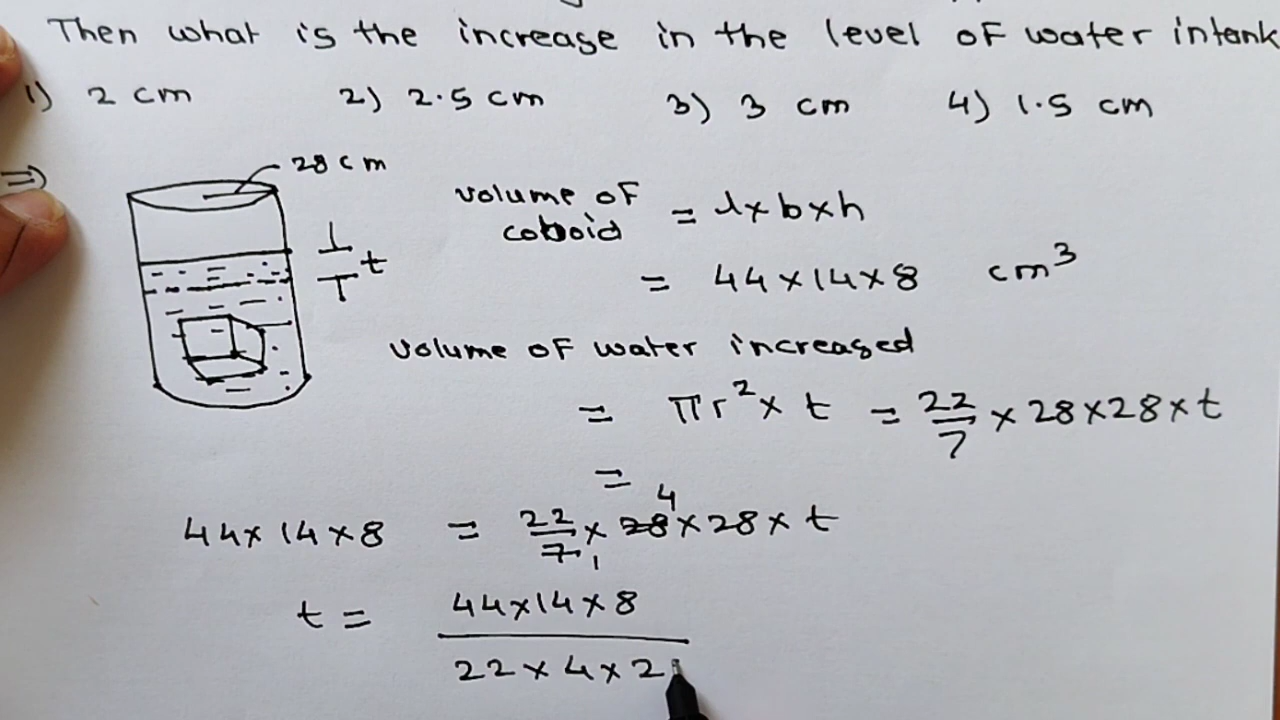 Then what is the increase in the level of water intank
1) 2 cm 2) 2.5 cm 3) 3 cm 4) 1.5 cm
⇒ 28 cm
volume of coboid = l×b×h
t
= 44×14×8 cm³
volume of water increased
= πr²× t = 22/7 × 28×28×t
=
44×14×8 = 22/7 1 × 28 4 ×28× t
t = 44×14×8 / 22×4×2